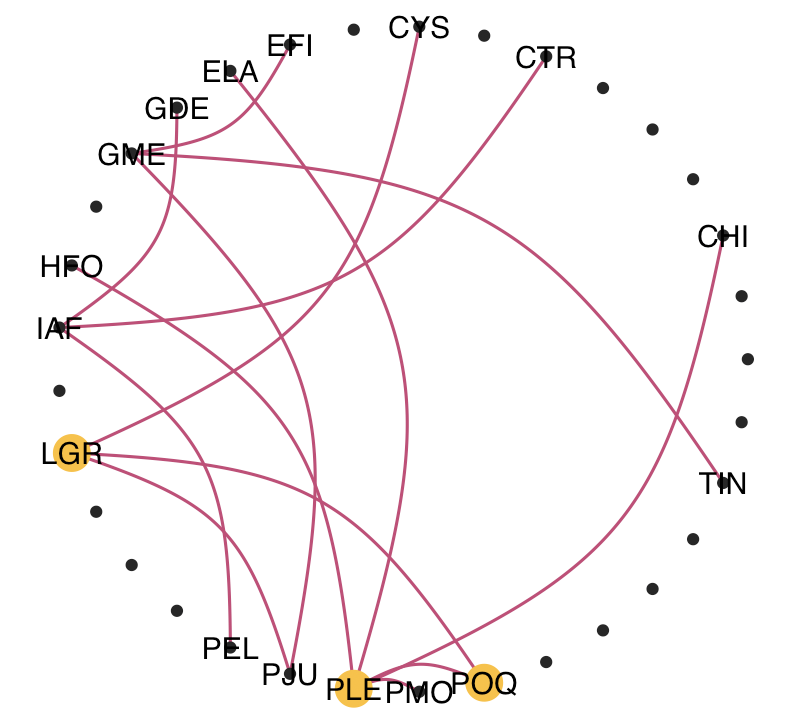 CYS
EFI
CTR
ELA
GDE
GME
CHI
HFO
IAF
LGR
TIN
PEL
PJU
PLE
PMO
POQ